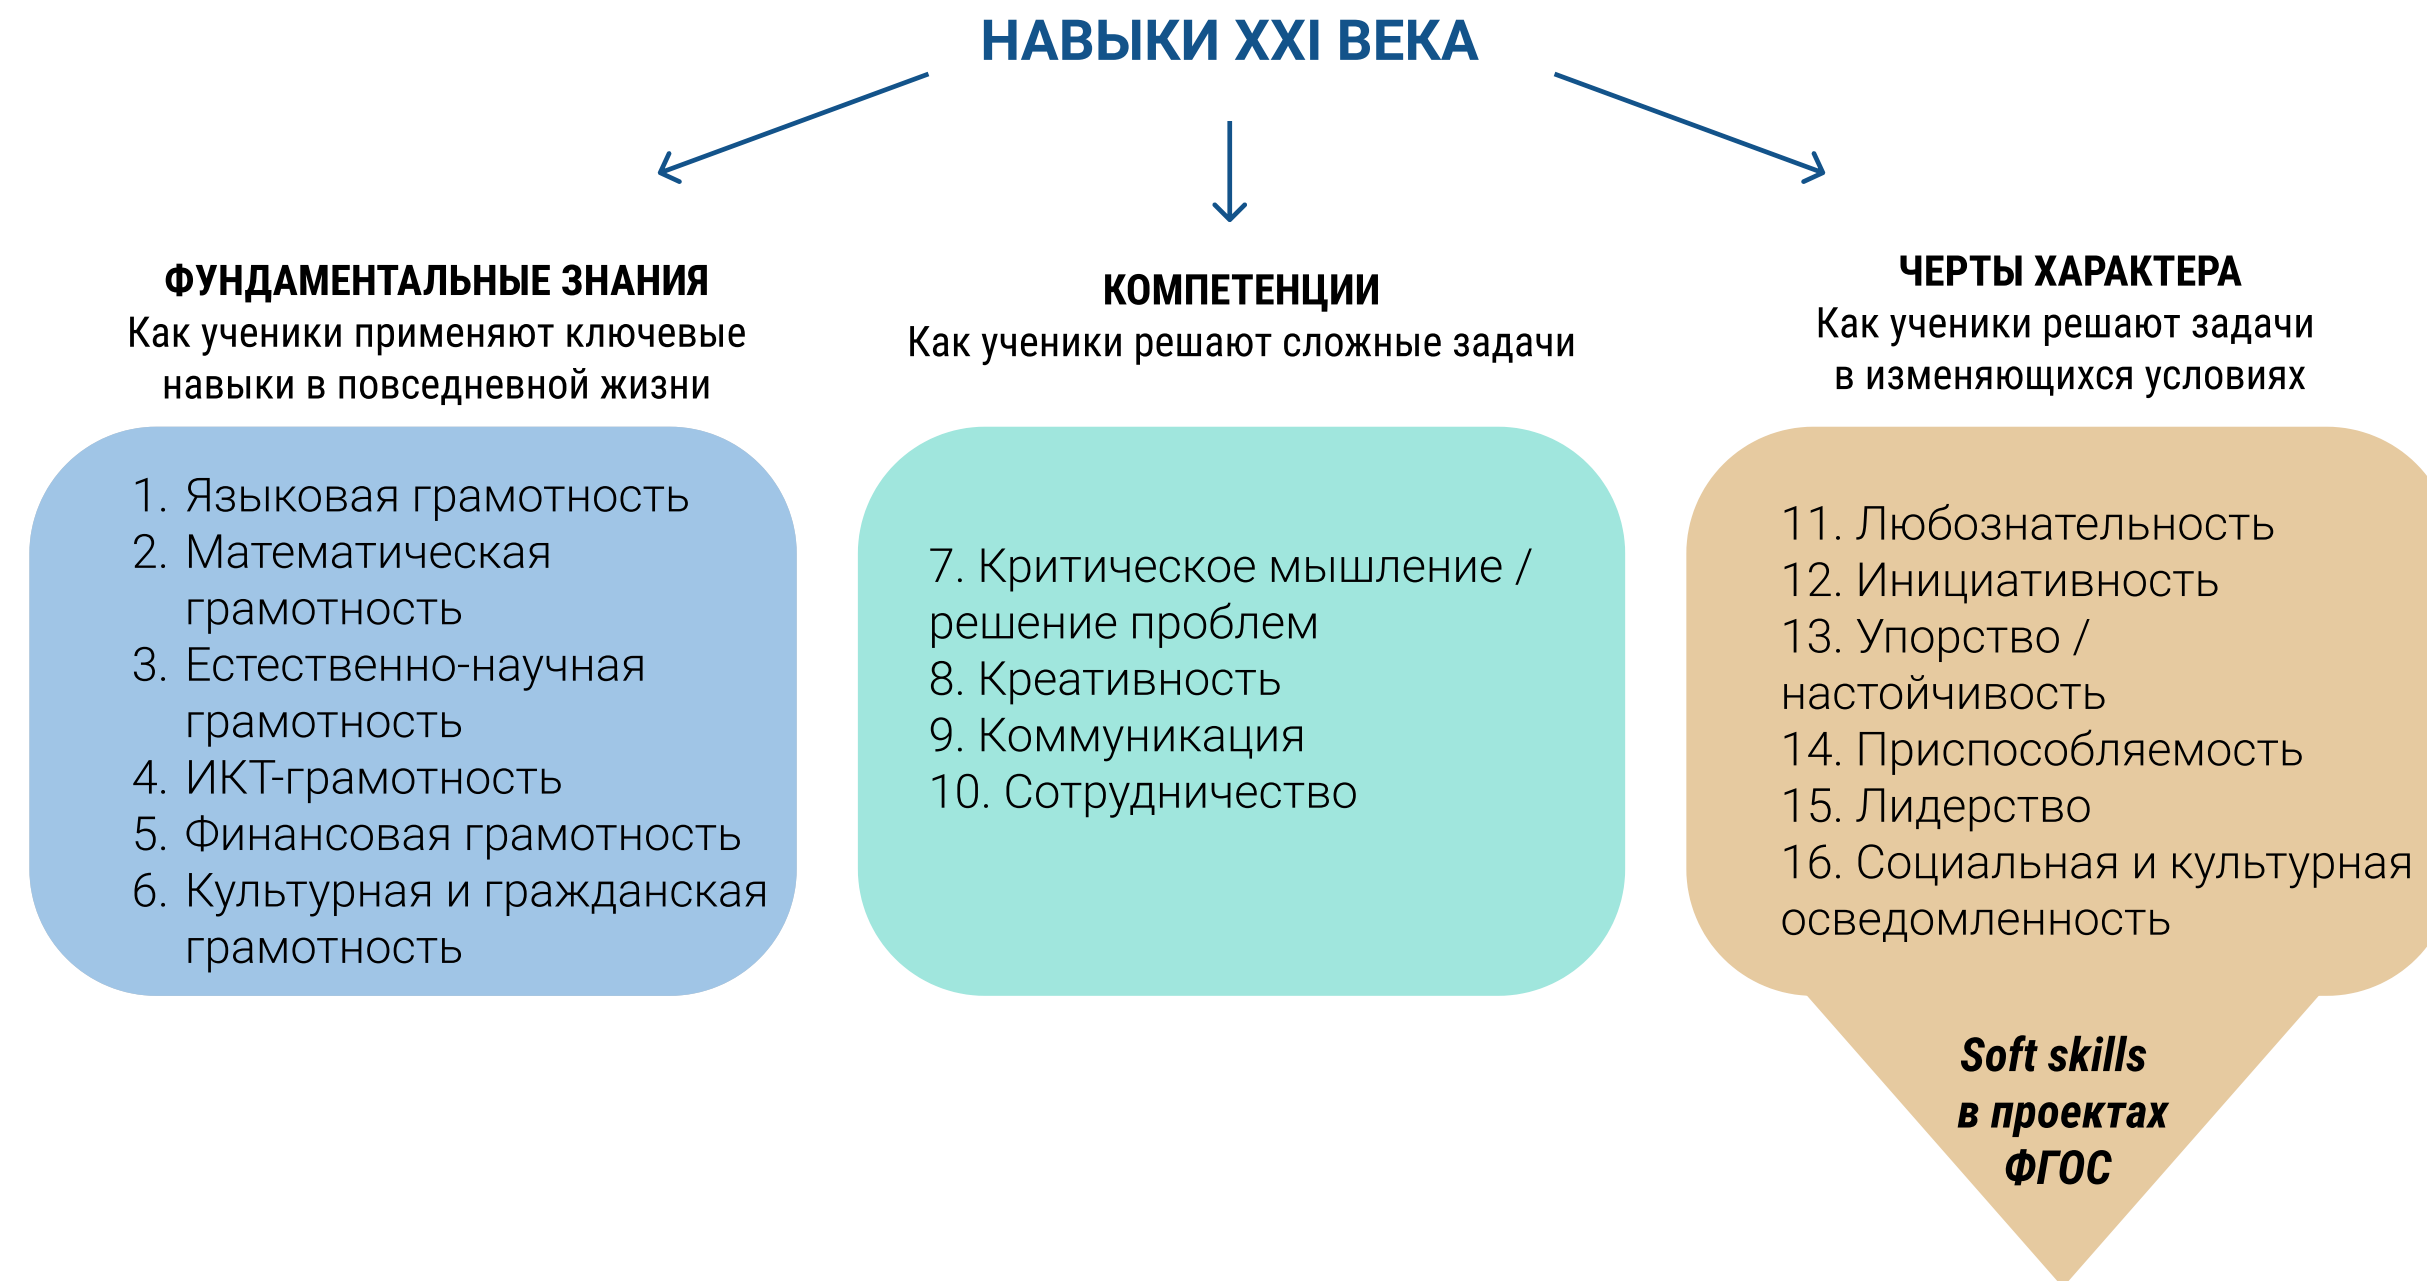 НАВЫКИ XXI ВЕКА
ФУНДАМЕНТАЛЬНЫЕ ЗНАНИЯ
Как ученики применяют ключевые
навыки в повседневной жизни
1. Языковая грамотность
2. Математическая
грамотность
3. Естественно-научная
грамотность
4. ИКТ-грамотность
5. Финансовая грамотность
6. Культурная и гражданская
грамотность
КОМПЕТЕНЦИИ
Как ученики решают сложные задачи
7. Критическое мышление /
решение проблем
8. Креативность
9. Коммуникация
10. Сотрудничество
ЧЕРТЫ ХАРАКТЕРА
Как ученики решают задачи
в изменяющихся условиях
11. Любознательность
12. Инициативность
13. Упорство /
настойчивость
14. Приспособляемость
15. Лидерство
16. Социальная и культурная
осведомленность
Soft skills
в проектах
ФГОС